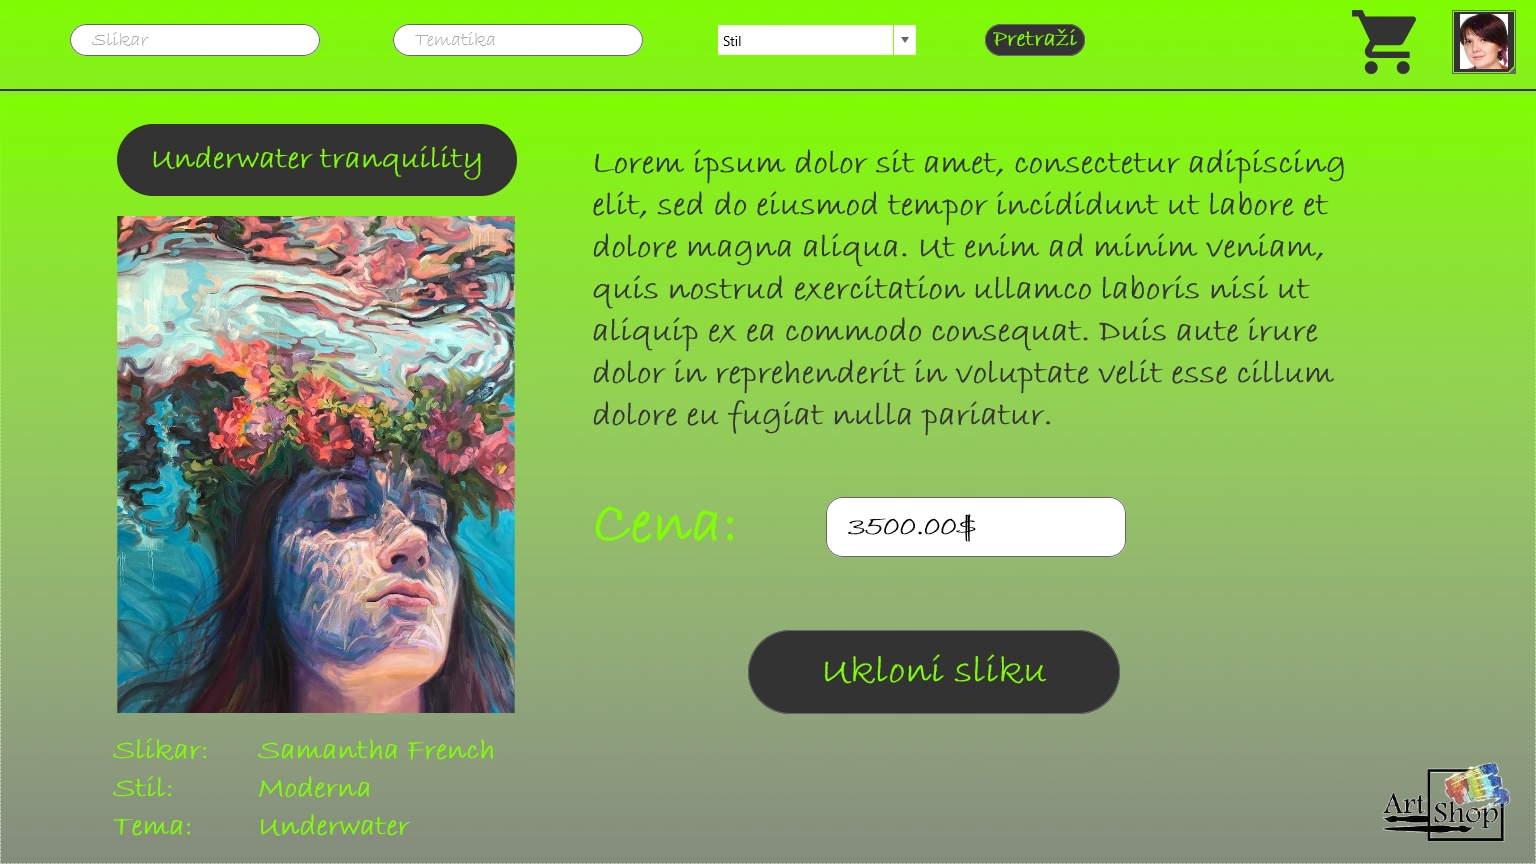 Slikar
Tematika
Stil
Pretraži
Underwater tranquility
Lorem ipsum dolor sit amet, consectetur adipiscing
elit, sed do eiusmod tempor incididunt ut labore et
dolore magna aliqua. Ut enim ad minim veniam,
quis nostrud exercitation ullamco laboris nisi ut
aliquip ex ea commodo consequat. Duis aute irure
dolor in reprehenderit in voluptate velit esse cillum
dolore eu fugiat nulla pariatur.
Cena:
3500.00$
Ukloni sliku
Slikar: Samantha French
Stil: Moderna
Tema: Underwater
Art Shop